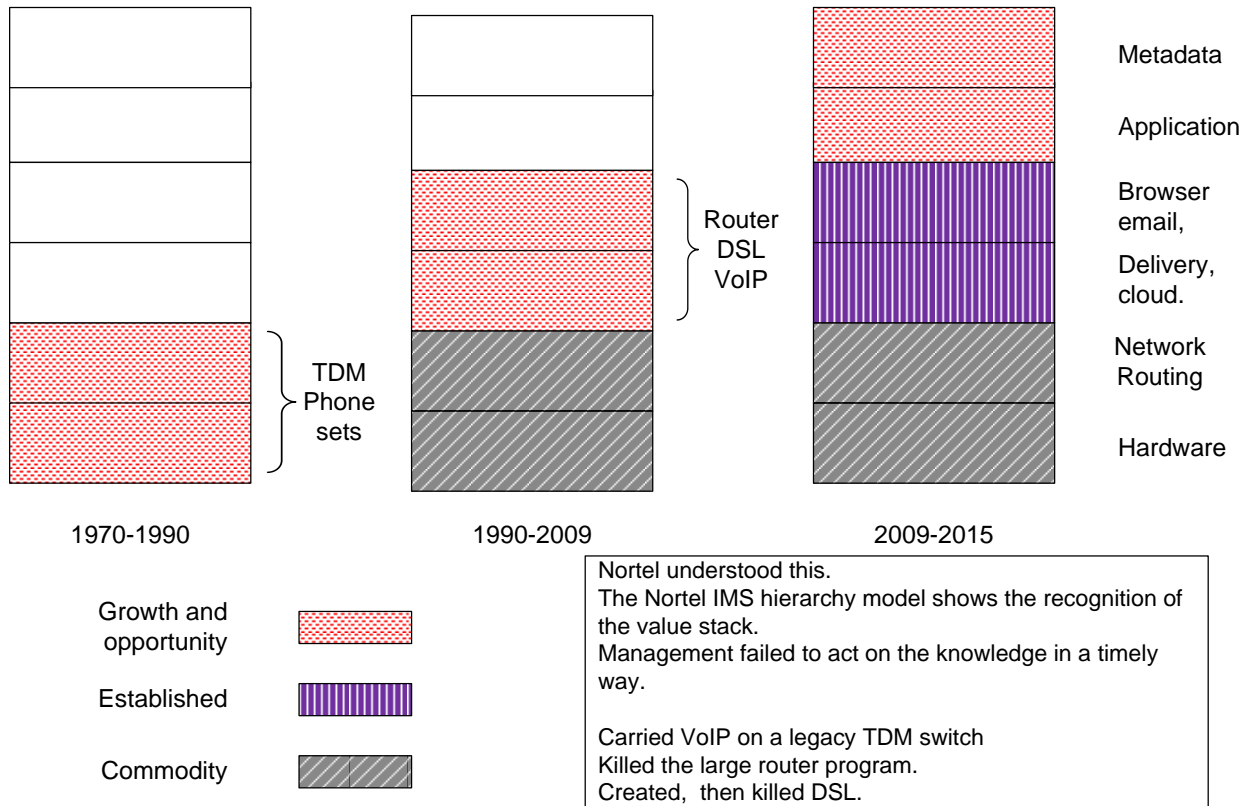 Metadata
Application
Browser
email,
Delivery,
cloud.
Network
Routing
Hardware
Router
DSL
VoIP
TDM
Phone
sets
1970-1990
1990-2009
2009-2015
Growth and
opportunity
Established
Commodity
Nortel understood this.
The Nortel IMS hierarchy model shows the recognition of
the value stack.
Management failed to act on the knowledge in a timely
way.
Carried VoIP on a legacy TDM switch
Killed the large router program.
Created, then killed DSL.